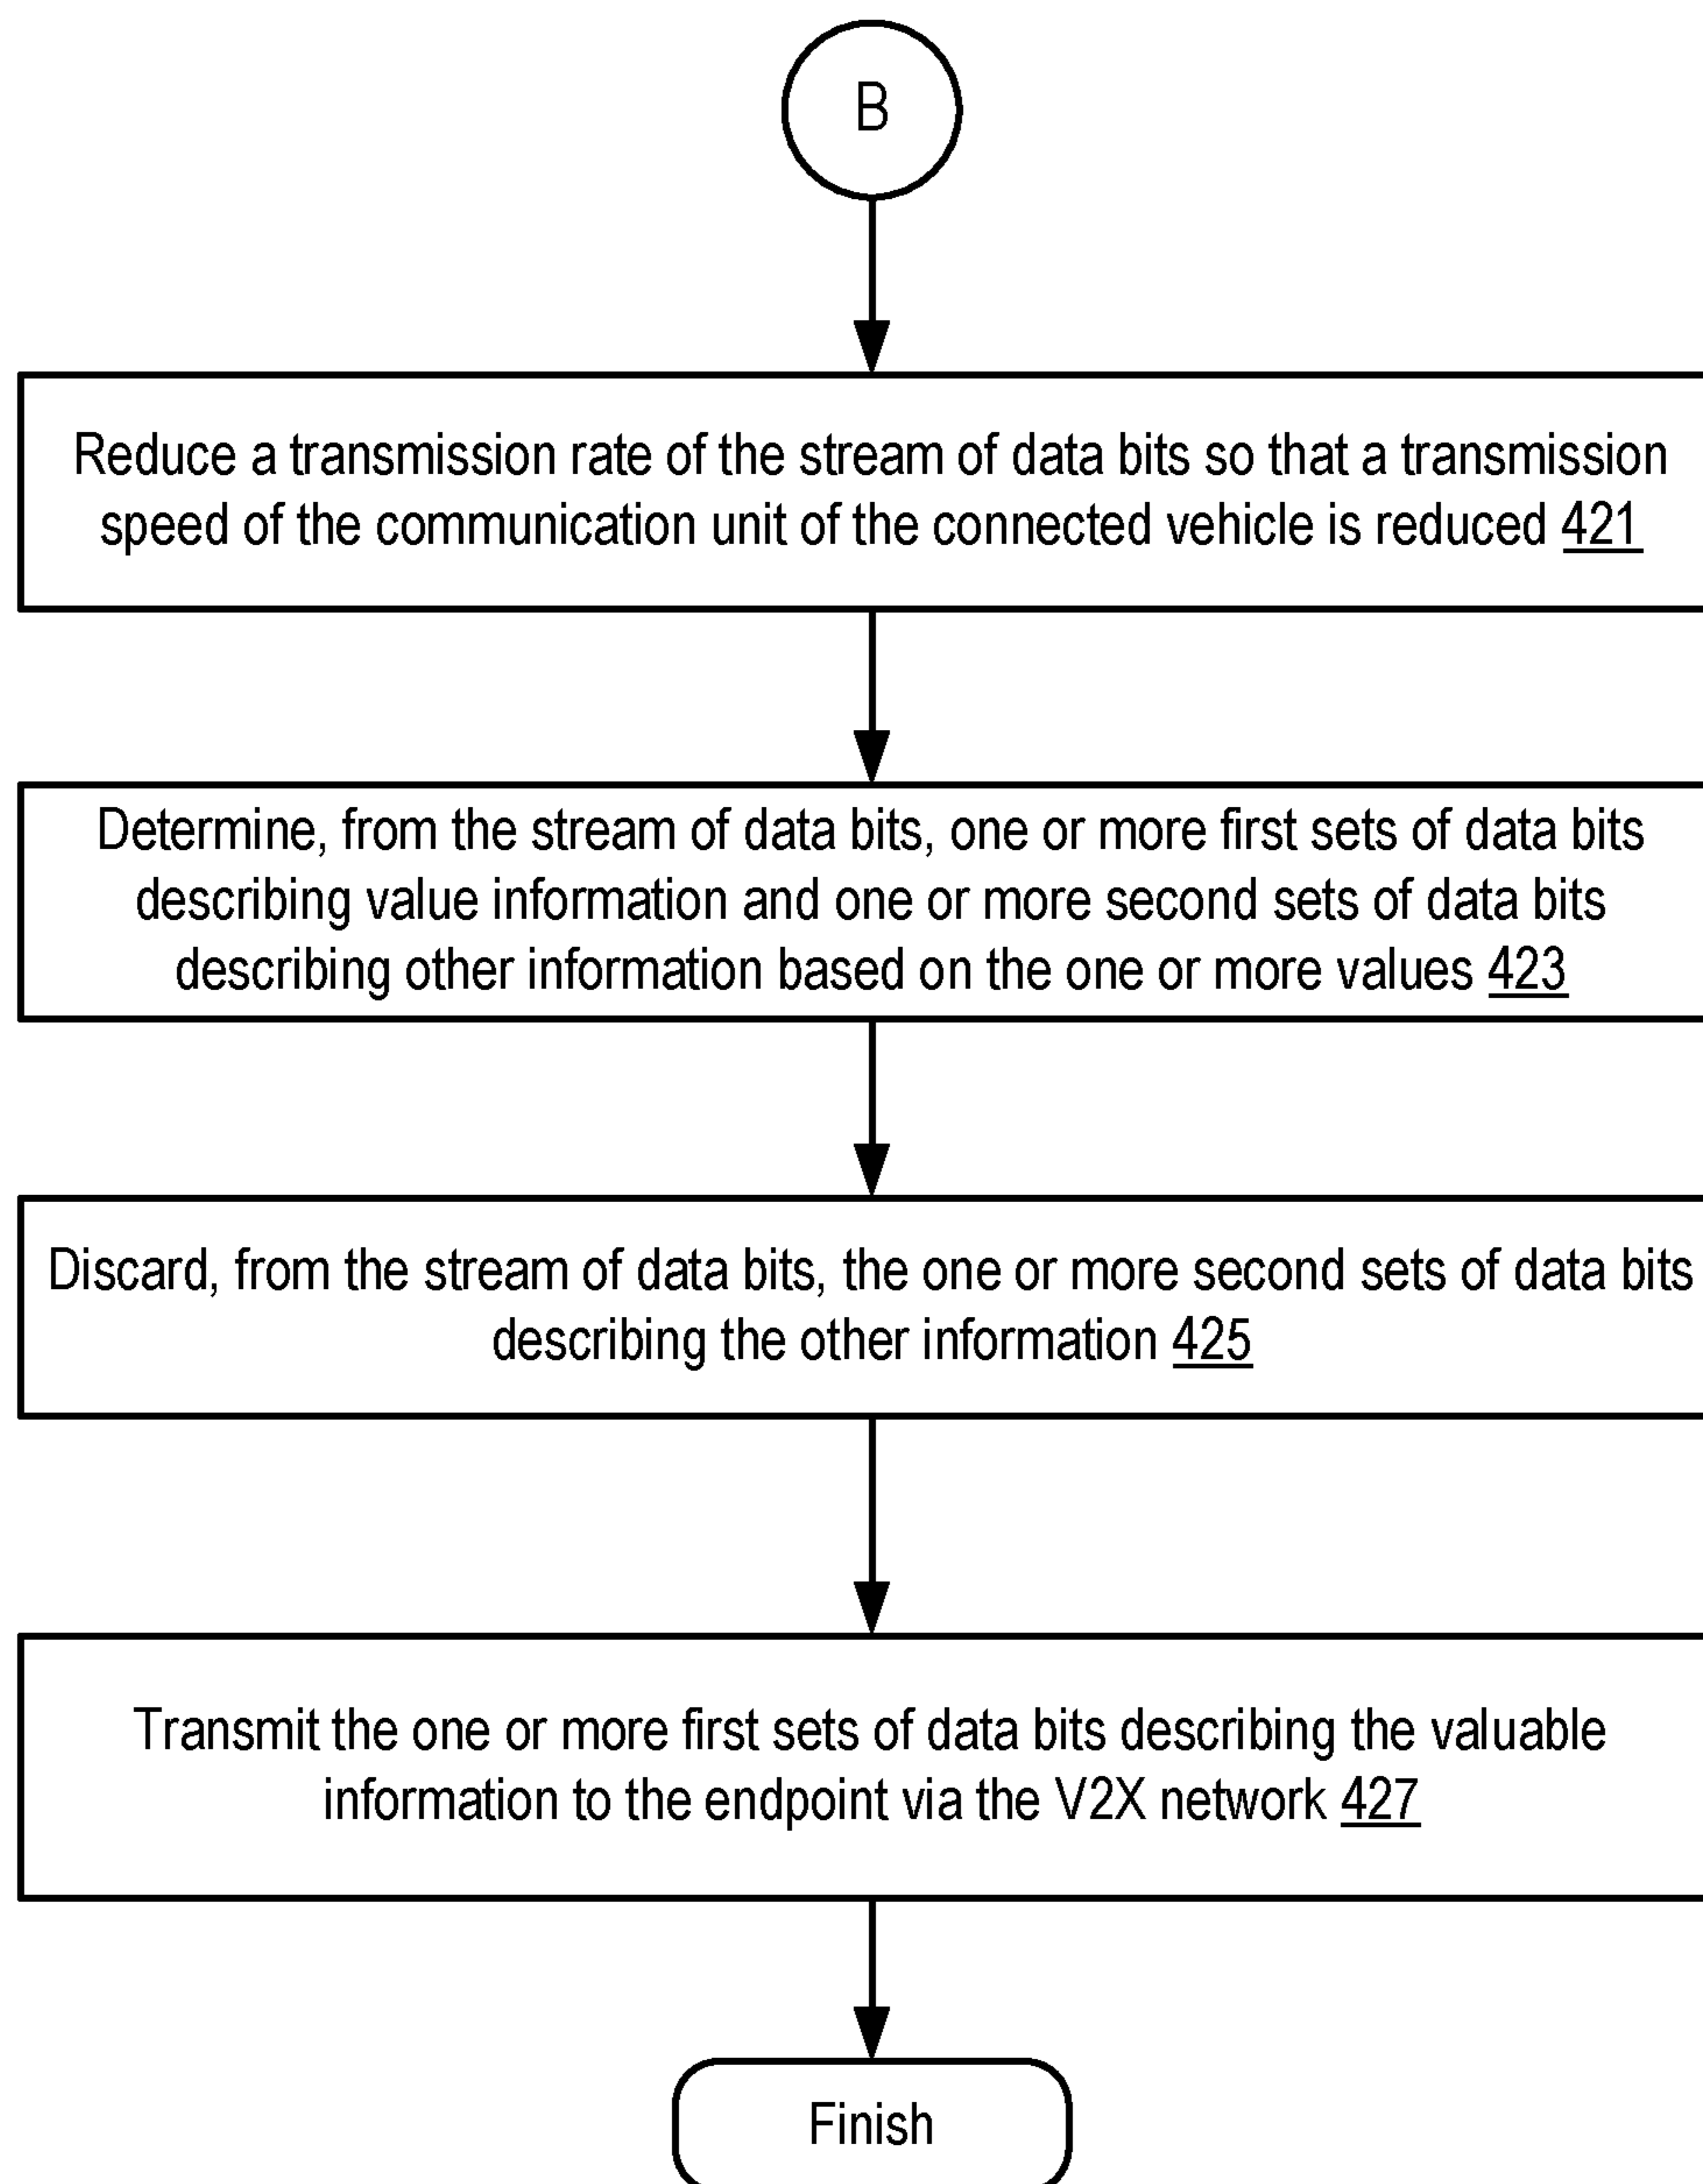 B
Reduce a transmission rate of the stream of data bits so that a transmission
speed of the communication unit of the connected vehicle is reduced 421
Determine, from the stream of data bits, one or more first sets of data bits
describing value information and one or more second sets of data bits
describing other information based on the one or more values 423
Discard, from the stream of data bits, the one or more second sets of data bits
describing the other information 425
Transmit the one or more first sets of data bits describing the valuable
information to the endpoint via the V2X network 427
Finish